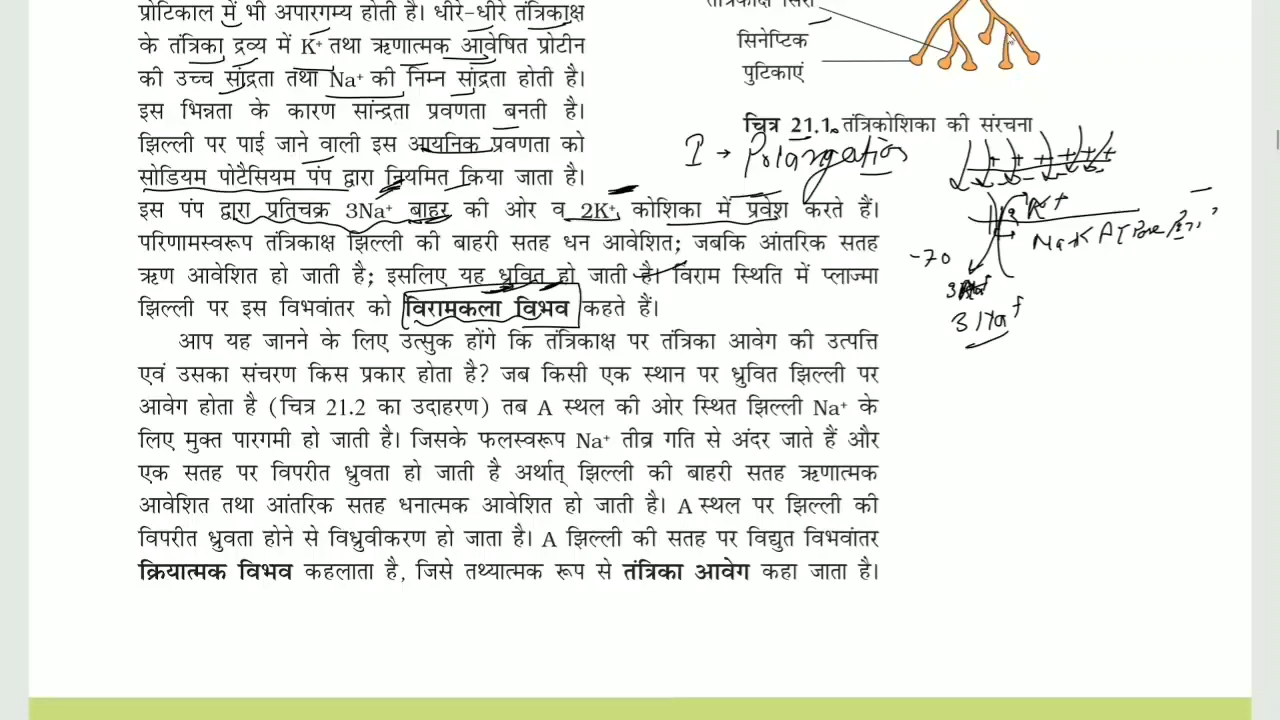 प्रोटिकाल में भी अपारगम्य होती है। धीरे-धीरे तंत्रिकाक्ष
के तंत्रिका द्रव्य में K⁺ तथा ऋणात्मक आवेषित प्रोटीन
की उच्च सांद्रता तथा Na⁺ की निम्न सांद्रता होती है।
इस भिन्नता के कारण सांन्द्रता प्रवणता बनती है।
झिल्ली पर पाई जाने वाली इस आयनिक प्रवणता को
सोडियम पोटैसियम पंप द्वारा नियमित किया जाता है।
इस पंप द्वारा प्रतिचक्र 3Na⁺ बाहर की ओर व 2K⁺ कोशिका में प्रवेश करते हैं।
परिणामस्वरूप तंत्रिकाक्ष झिल्ली की बाहरी सतह धन आवेशित; जबकि आंतरिक सतह
ऋण आवेशित हो जाती है; इसलिए यह ध्रुवित हो जाती है। विराम स्थिति में प्लाज्मा
झिल्ली पर इस विभवांतर को विरामकला विभव कहते हैं।
आप यह जानने के लिए उत्सुक होंगे कि तंत्रिकाक्ष पर तंत्रिका आवेग की उत्पत्ति
एवं उसका संचरण किस प्रकार होता है? जब किसी एक स्थान पर ध्रुवित झिल्ली पर
आवेग होता है (चित्र 21.2 का उदाहरण) तब A स्थल की ओर स्थित झिल्ली Na⁺ के
लिए मुक्त पारगमी हो जाती है। जिसके फलस्वरूप Na⁺ तीव्र गति से अंदर जाते हैं और
एक सतह पर विपरीत ध्रुवता हो जाती है अर्थात् झिल्ली की बाहरी सतह ऋणात्मक
आवेशित तथा आंतरिक सतह धनात्मक आवेशित हो जाती है। A स्थल पर झिल्ली की
विपरीत ध्रुवता होने से विध्रुवीकरण हो जाता है। A झिल्ली की सतह पर विद्युत विभवांतर
क्रियात्मक विभव कहलाता है, जिसे तथ्यात्मक रूप से तंत्रिका आवेग कहा जाता है।
तंत्रिकाक्ष सिरा
सिनेप्टिक
पुटिकाएं
चित्र 21.1. तंत्रिकोशिका की संरचना
I →
-70
3Na⁺